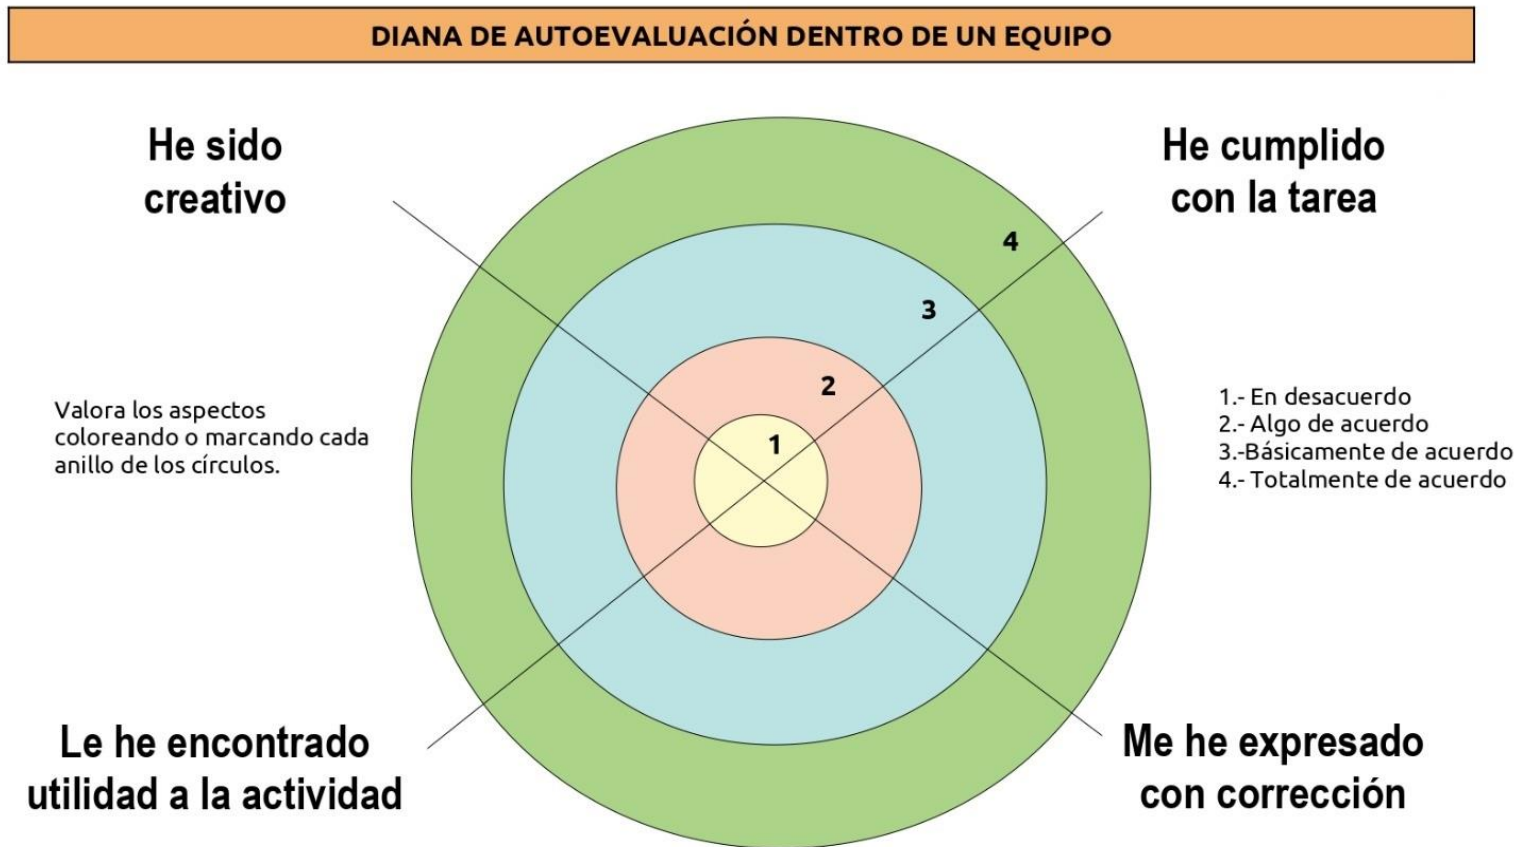 DIANA DE AUTOEVALUACIÓN DENTRO DE UN EQUIPO
He sido
creativo
He cumplido
con la tarea
4
3
2
1
Valora los aspectos
coloreando o marcando cada
anillo de los círculos.
1.- En desacuerdo
2.- Algo de acuerdo
3.-Básicamente de acuerdo
4.- Totalmente de acuerdo
Le he encontrado
utilidad a la actividad
Me he expresado
con corrección